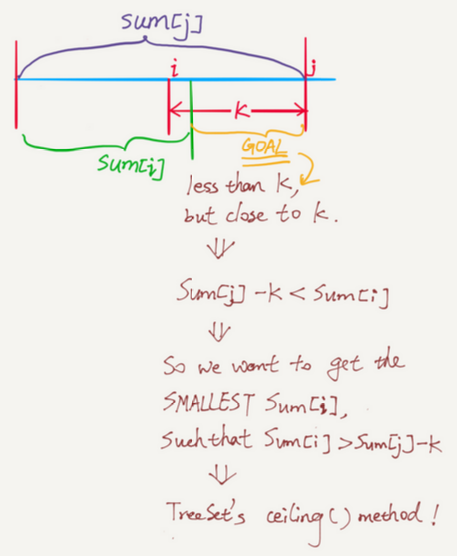 sum[j]
i
j
K
GOAL
sum[i]
less than k,
but close to k.
⇓
Sum[j] - K < Sum[i]
⇓
So we want to get the
SMALLEST Sum[i],
Such that Sum[i] > Sum[j] - k
⇓
TreeSet's ceiling() method!